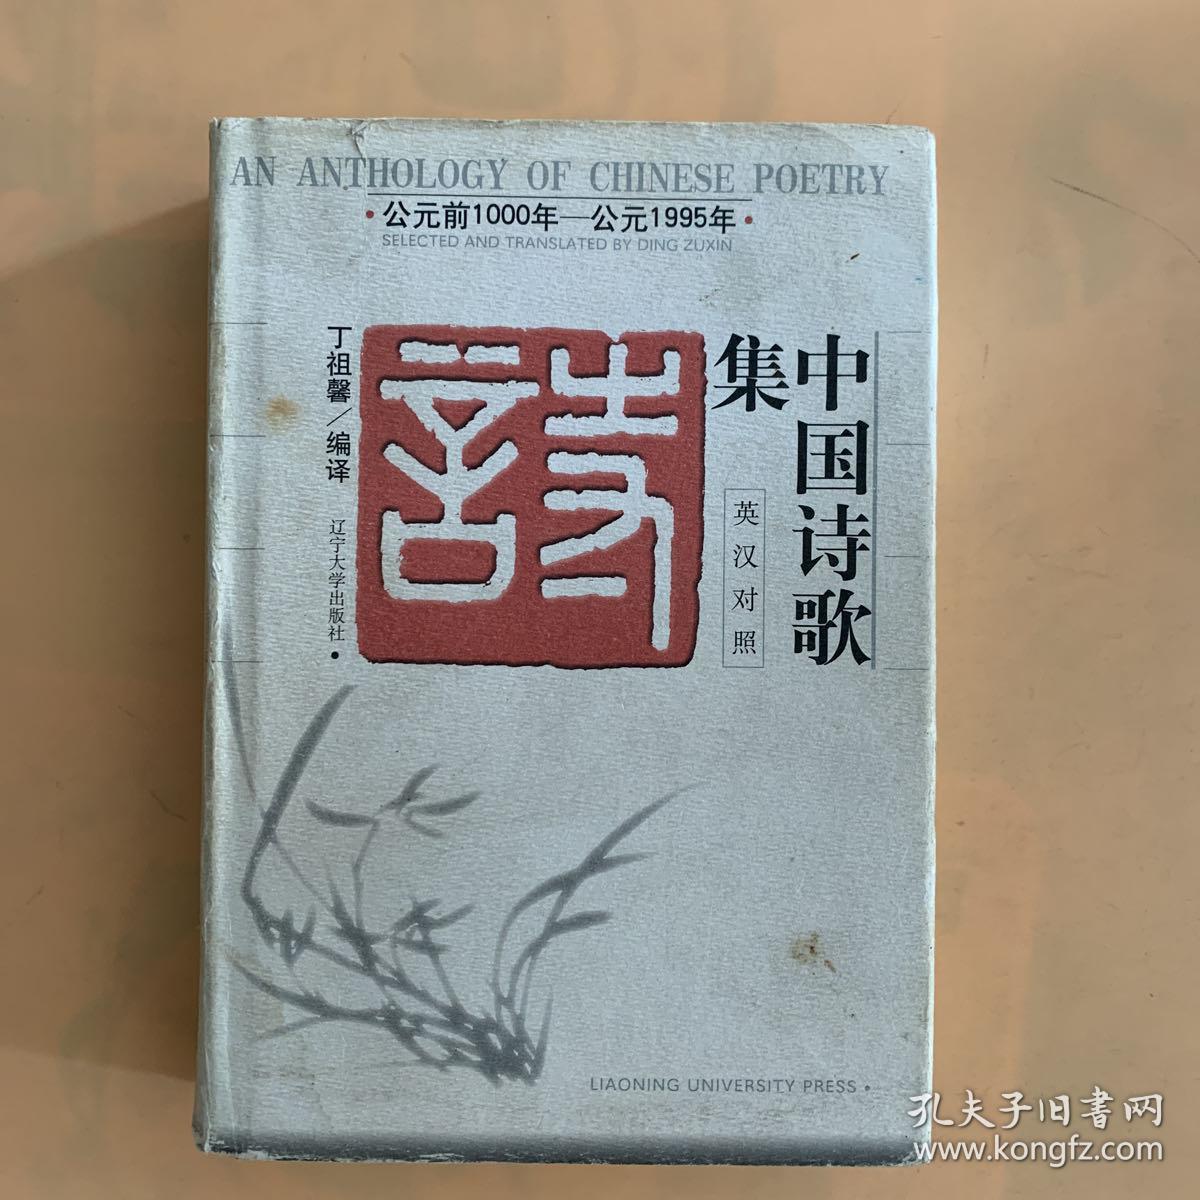 AN ANTHOLOGY OF CHINESE POETRY
·公元前1000年—公元1995年·
SELECTED AND TRANSLATED BY DING ZUXIN
中国诗歌
集
英汉对照
詩
丁祖馨/编译
辽宁大学出版社·
LIAONING UNIVERSITY PRESS·
孔夫子旧書网
www.kongfz.com